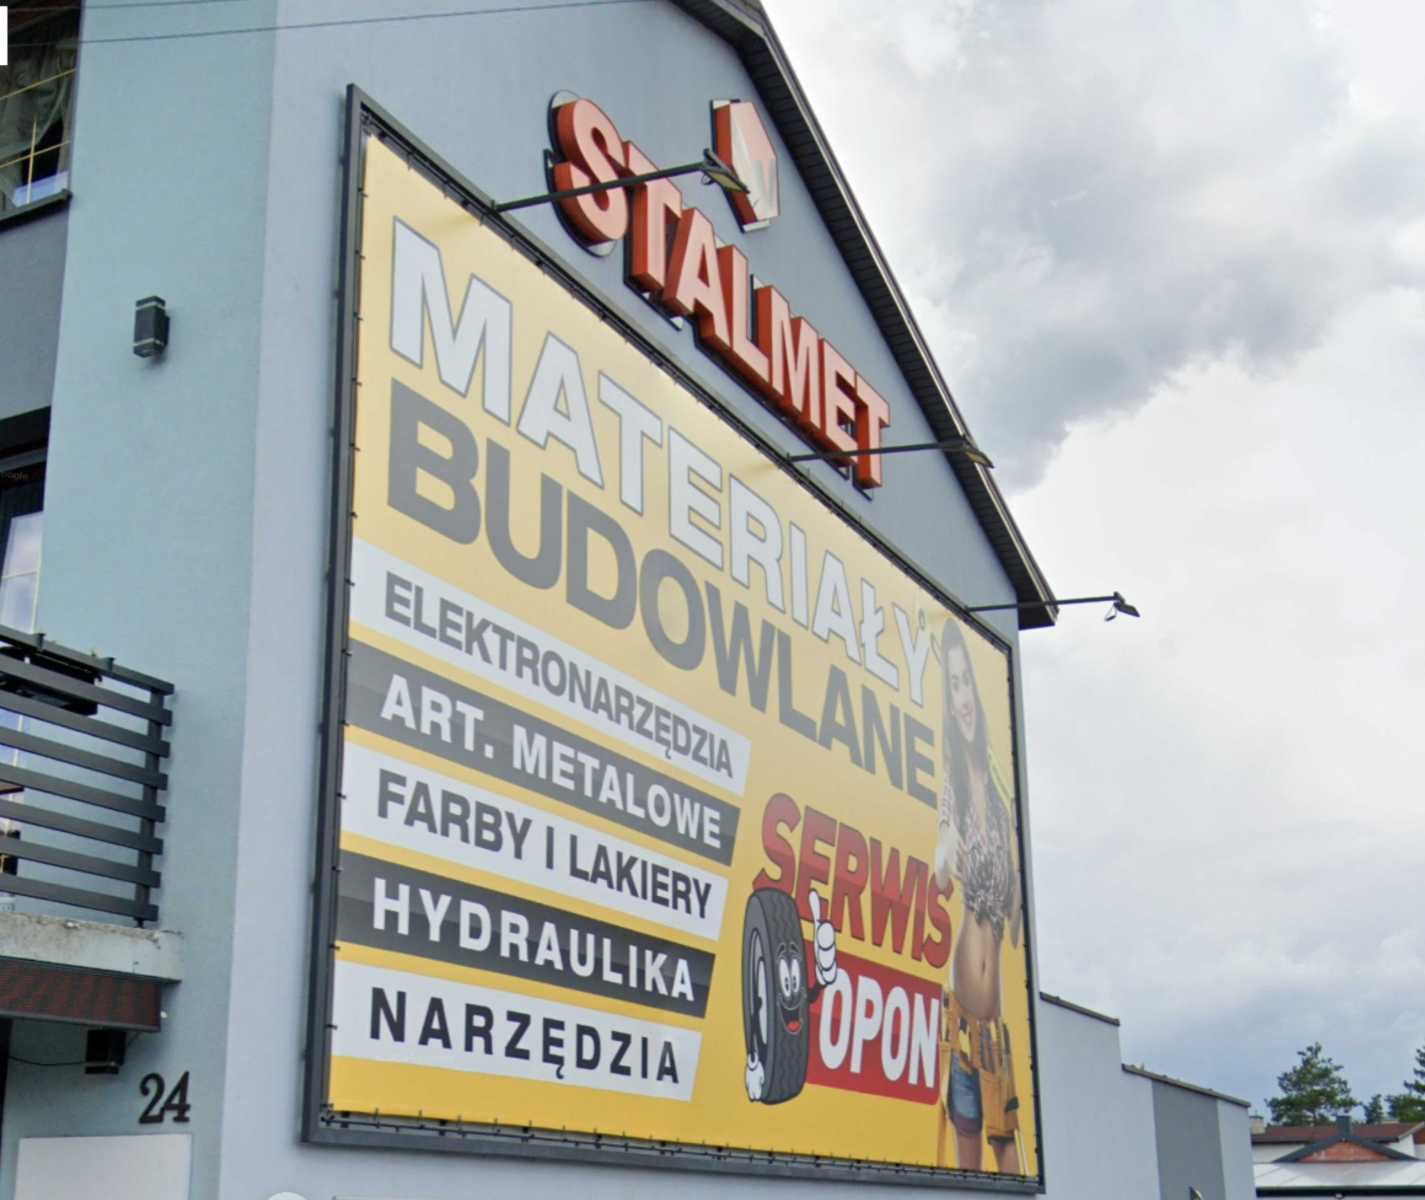 STALMET
MATERIAŁY
BUDOWLANE
ELEKTRONARZĘDZIA
ART. METALOWE
FARBY I LAKIERY
HYDRAULIKA
NARZĘDZIA
SERWIS
OPON
24